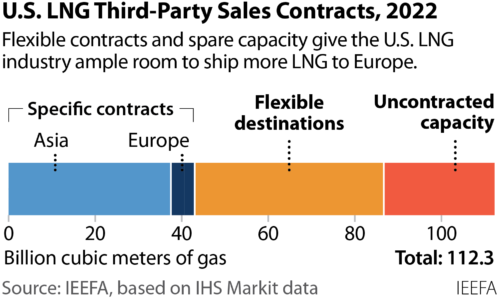 U.S. LNG Third-Party Sales Contracts, 2022
Flexible contracts and spare capacity give the U.S. LNG
industry ample room to ship more LNG to Europe.
Specific contracts
Flexible
destinations
Uncontracted
capacity
Asia
Europe
0 20 40 60 80 100
Billion cubic meters of gas
Total: 112.3
Source: IEEFA, based on IHS Markit data
IEEFA